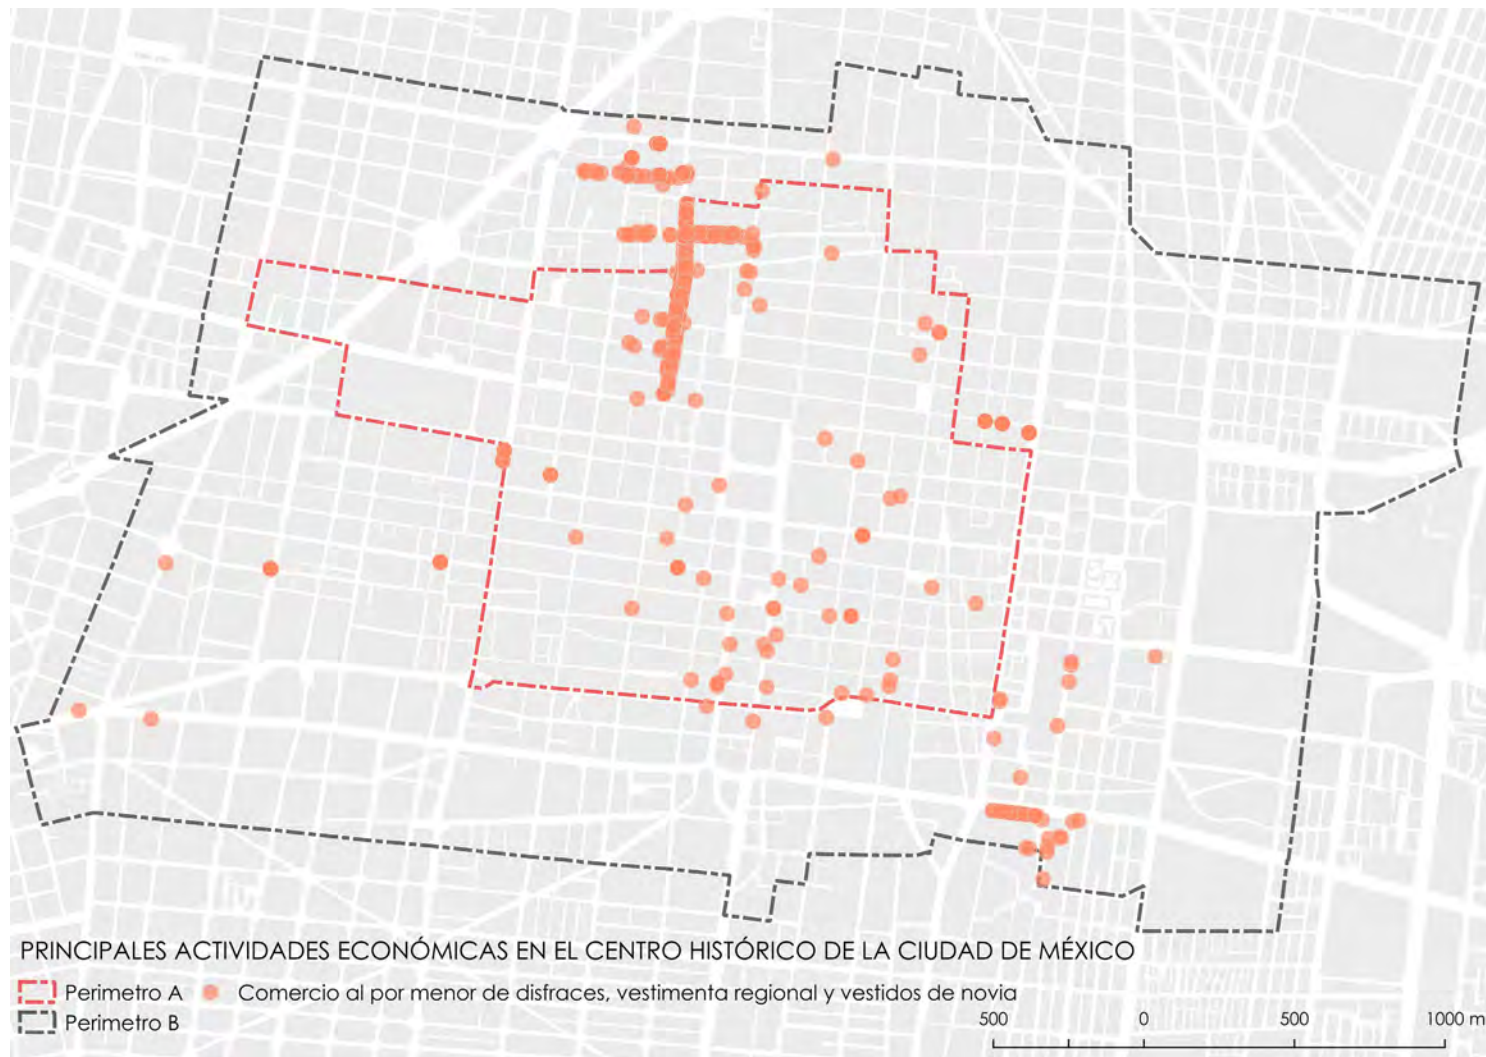 PRINCIPALES ACTIVIDADES ECONÓMICAS EN EL CENTRO HISTÓRICO DE LA CIUDAD DE MÉXICO
Perimetro A Comercio al por menor de disfraces, vestimenta regional y vestidos de novia
Perimetro B
500 0 500 1000 m